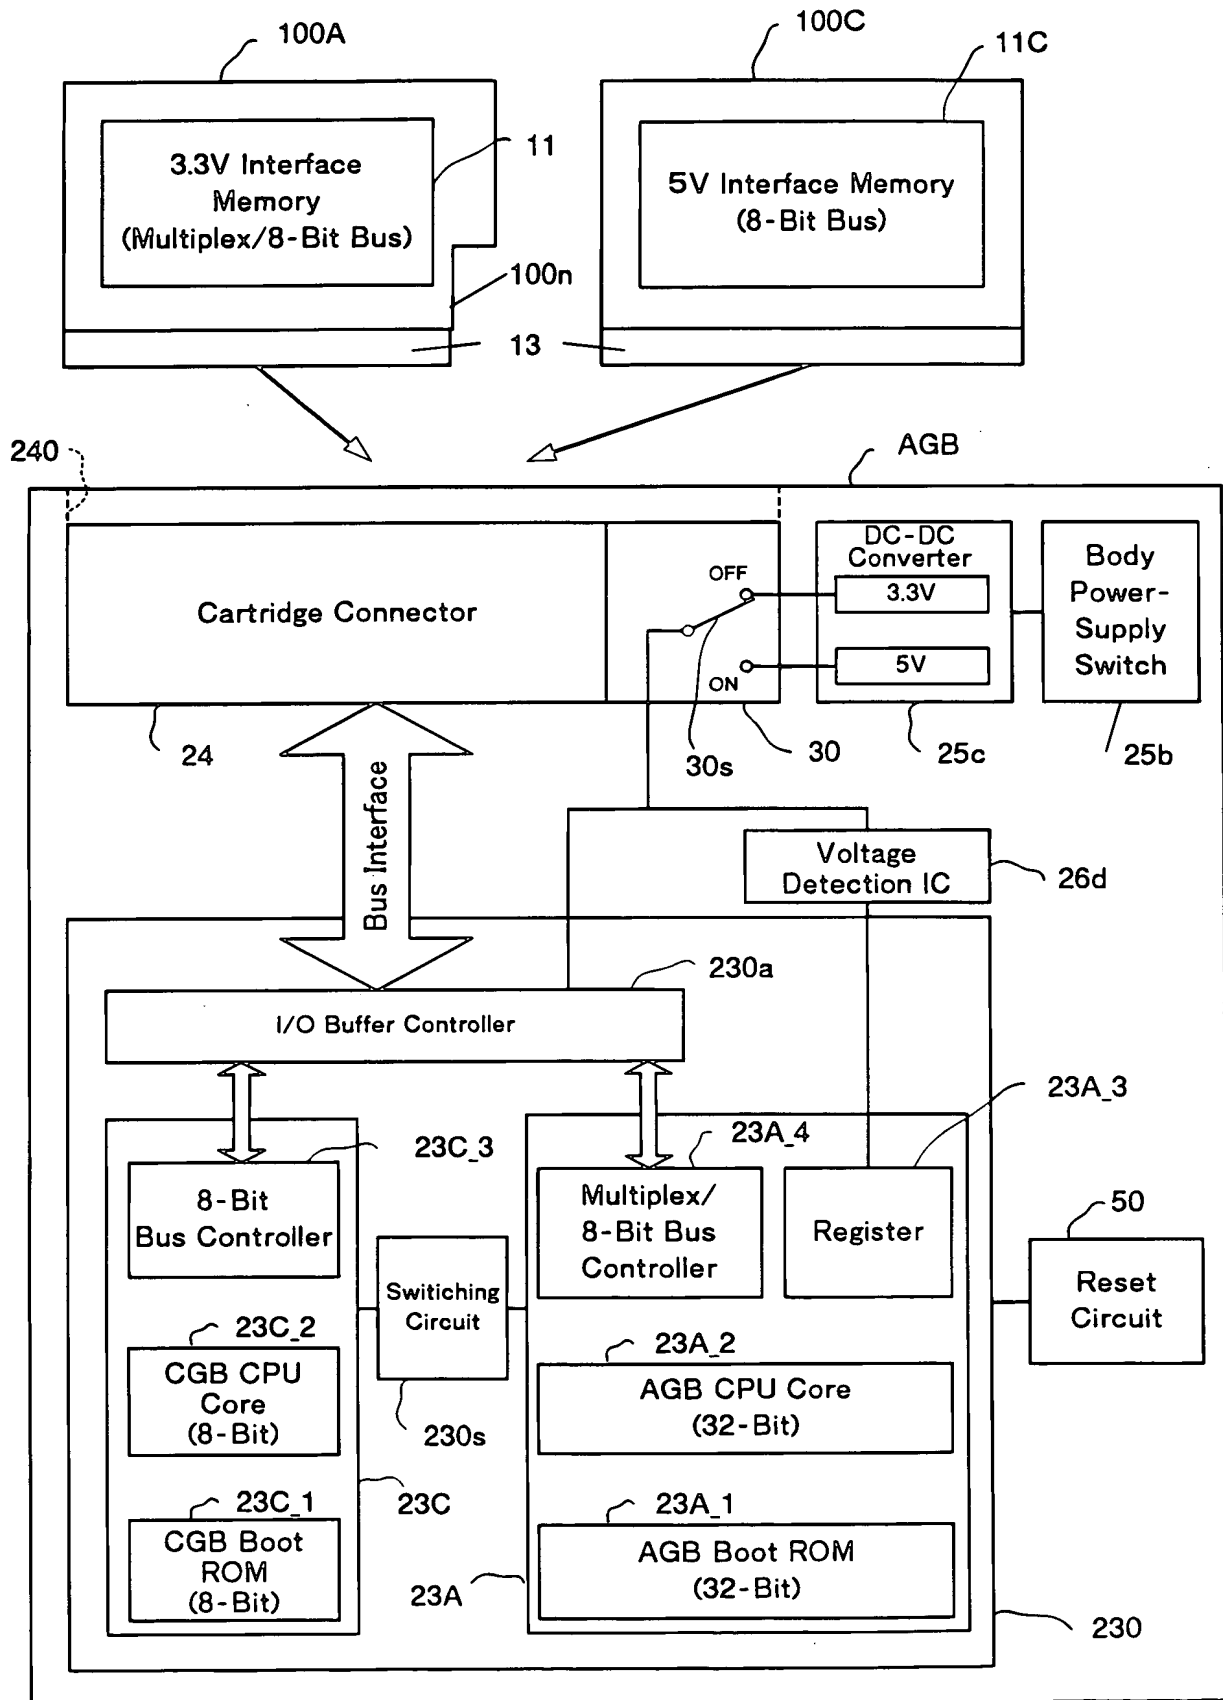 100A
100C
11C
3.3V Interface
Memory
(Multiplex/8-Bit Bus)
11
5V Interface Memory
(8-Bit Bus)
100n
13
240
AGB
Cartridge Connector
OFF
ON
DC-DC
Converter
3.3V
5V
Body
Power-
Supply
Switch
24
30s
30
25c
25b
Bus Interface
Voltage
Detection IC
26d
230a
I/O Buffer Controller
23A_3
23C_3
23A_4
8-Bit
Bus Controller
Multiplex/
8-Bit Bus
Controller
Register
50
Switiching
Circuit
Reset
Circuit
23C_2
23A_2
CGB CPU
Core
(8-Bit)
AGB CPU Core
(32-Bit)
230s
23C_1
23C
23A_1
CGB Boot
ROM
(8-Bit)
AGB Boot ROM
(32-Bit)
23A
230